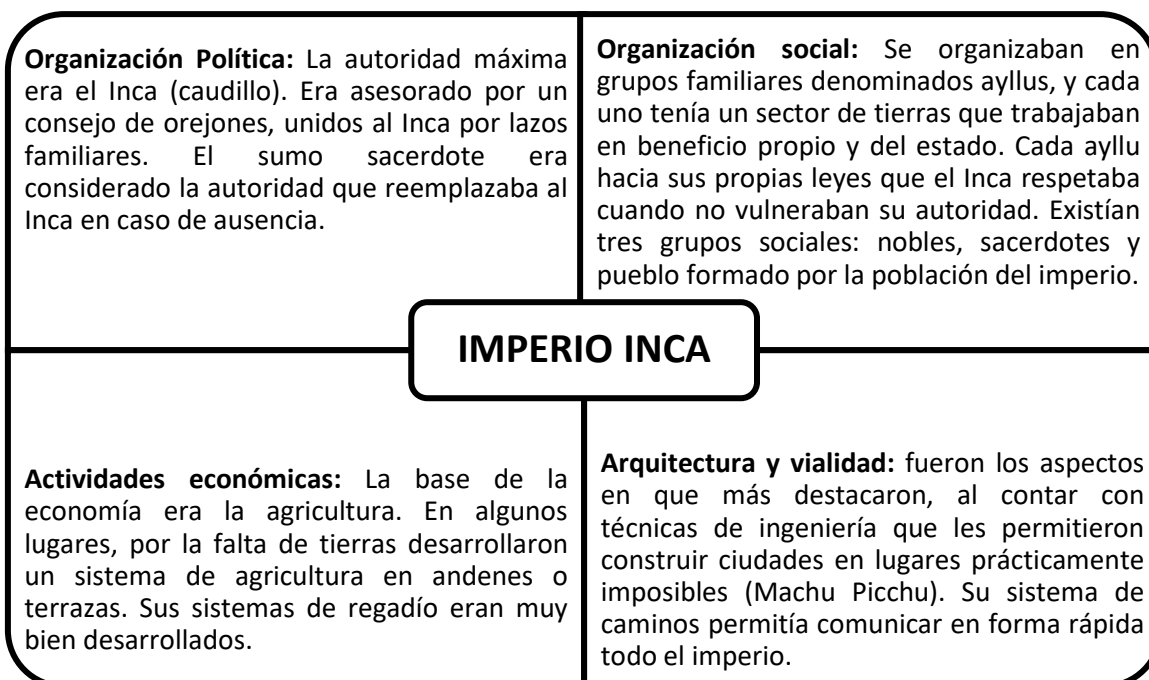 Organización Política: La autoridad máxima
era el Inca (caudillo). Era asesorado por un
consejo de orejones, unidos al Inca por lazos
familiares. El sumo sacerdote era
considerado la autoridad que reemplazaba al
Inca en caso de ausencia.
Organización social: Se organizaban en
grupos familiares denominados ayllus, y cada
uno tenía un sector de tierras que trabajaban
en beneficio propio y del estado. Cada ayllu
hacia sus propias leyes que el Inca respetaba
cuando no vulneraban su autoridad. Existían
tres grupos sociales: nobles, sacerdotes y
pueblo formado por la población del imperio.
IMPERIO INCA
Actividades económicas: La base de la
economía era la agricultura. En algunos
lugares, por la falta de tierras desarrollaron
un sistema de agricultura en andenes o
terrazas. Sus sistemas de regadío eran muy
bien desarrollados.
Arquitectura y vialidad: fueron los aspectos
en que más destacaron, al contar con
técnicas de ingeniería que les permitieron
construir ciudades en lugares prácticamente
imposibles (Machu Picchu). Su sistema de
caminos permitía comunicar en forma rápida
todo el imperio.